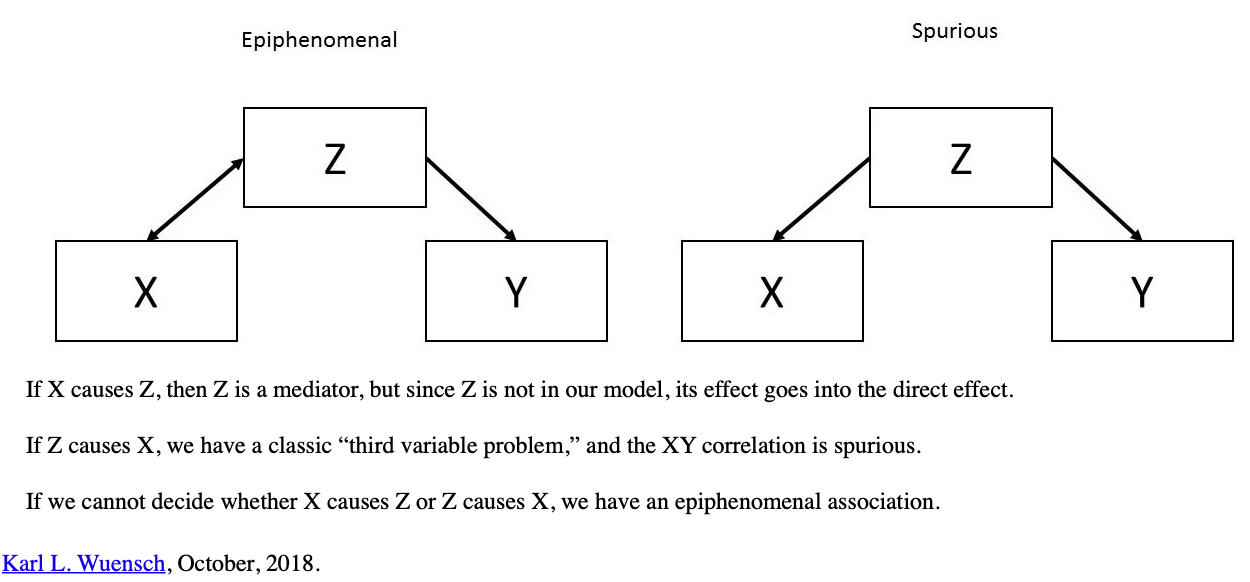 Epiphenomenal
Spurious
Z
Z
X
Y
X
Y
If X causes Z, then Z is a mediator, but since Z is not in our model, its effect goes into the direct effect.
If Z causes X, we have a classic “third variable problem,” and the XY correlation is spurious.
If we cannot decide whether X causes Z or Z causes X, we have an epiphenomenal association.
Karl L. Wuensch, October, 2018.